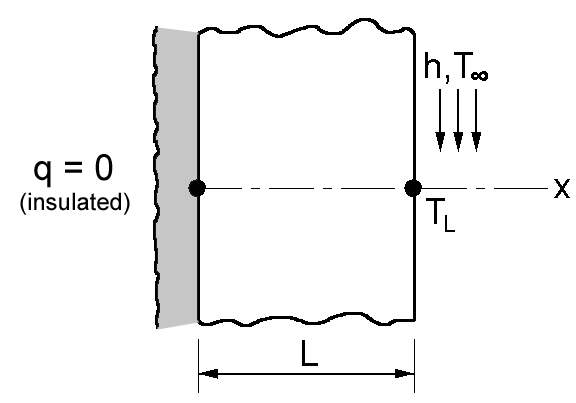 h, T∞
q = 0
(insulated)
x
T_L
L